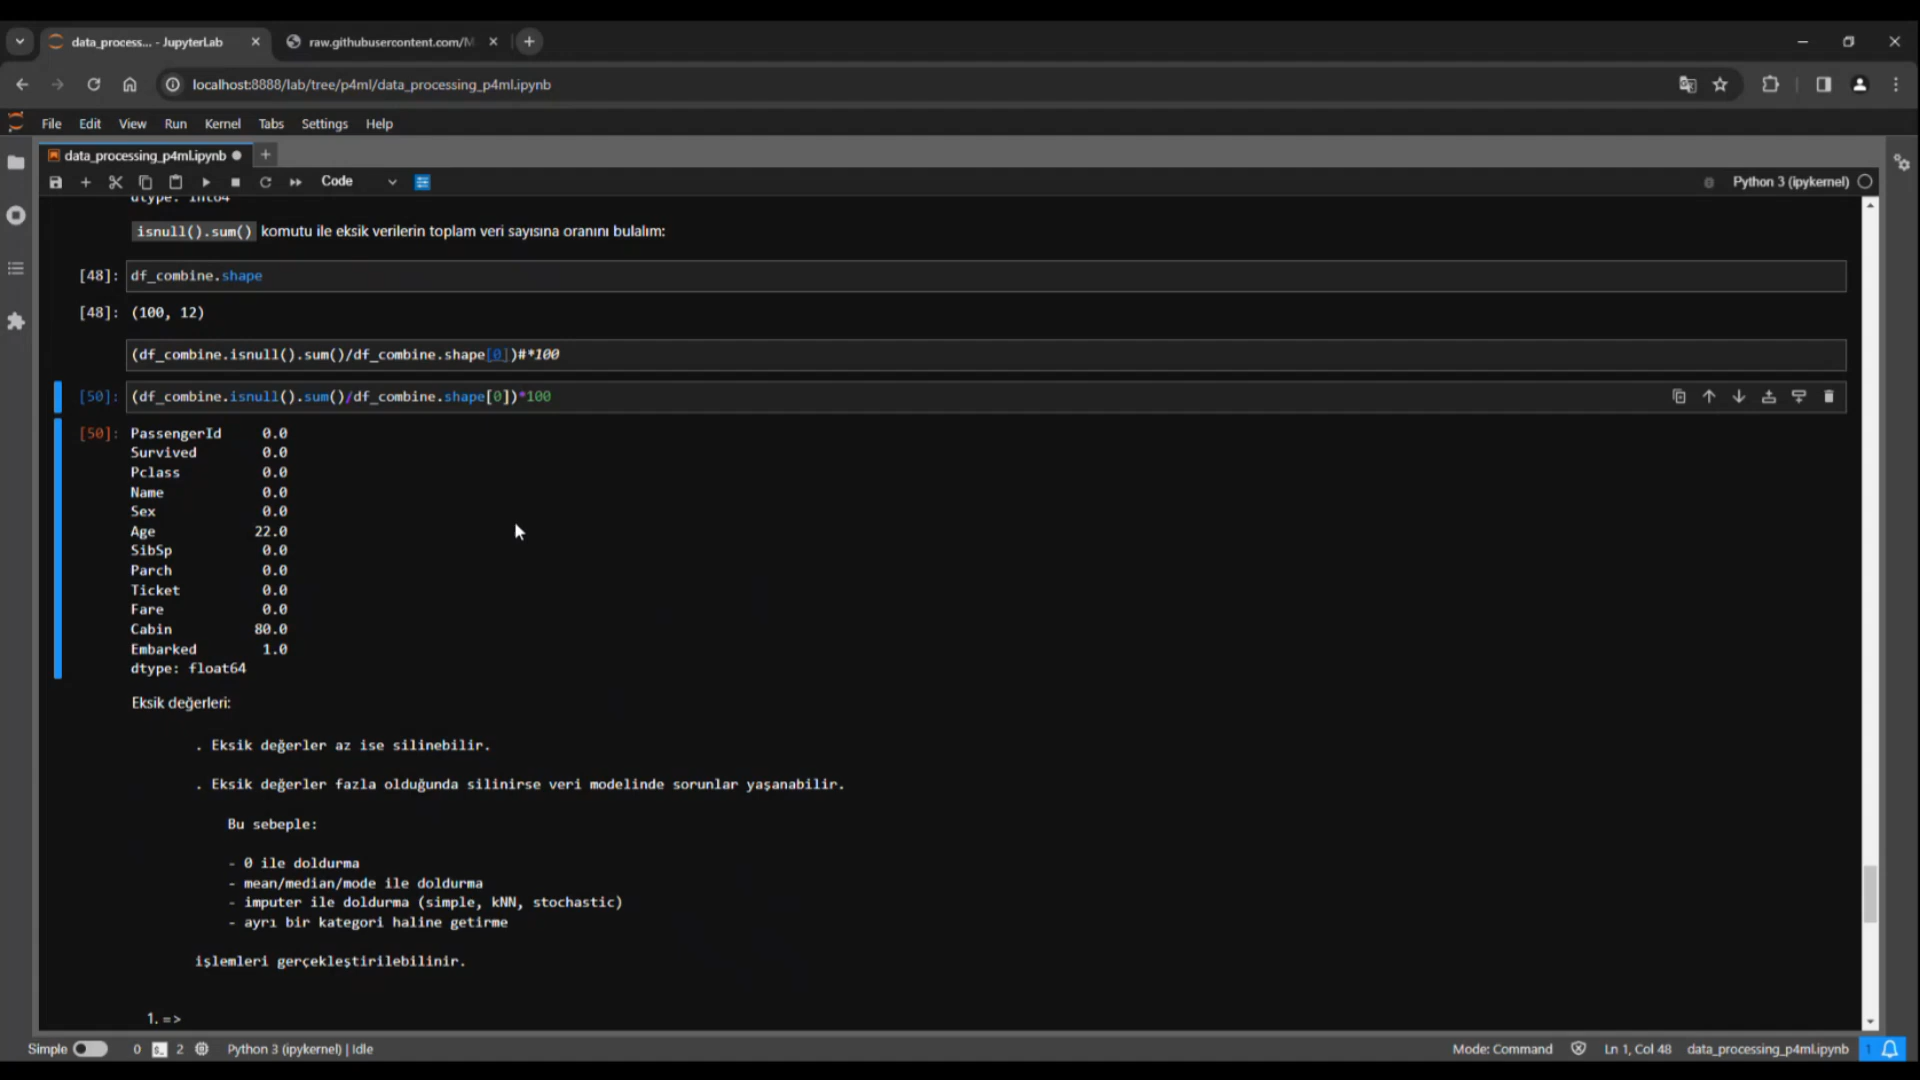 data_process... - JupyterLab
raw.githubusercontent.com/M
localhost:8888/lab/tree/p4ml/data_processing_p4ml.ipynb
File Edit View Run Kernel Tabs Settings Help
data_processing_p4ml.ipynb
Code
Python 3 (ipykernel)
dtype: int64
isnull().sum() komutu ile eksik verilerin toplam veri sayısına oranını bulalım:
[48]: df_combine.shape
[48]: (100, 12)
(df_combine.isnull().sum()/df_combine.shape[0])#*100
[50]: (df_combine.isnull().sum()/df_combine.shape[0])*100
[50]: PassengerId 0.0
Survived 0.0
Pclass 0.0
Name 0.0
Sex 0.0
Age 22.0
SibSp 0.0
Parch 0.0
Ticket 0.0
Fare 0.0
Cabin 80.0
Embarked 1.0
dtype: float64
Eksik değerleri:
. Eksik değerler az ise silinebilir.
. Eksik değerler fazla olduğunda silinirse veri modelinde sorunlar yaşanabilir.
Bu sebeple:
- 0 ile doldurma
- mean/median/mode ile doldurma
- imputer ile doldurma (simple, kNN, stochastic)
- ayrı bir kategori haline getirme
işlemleri gerçekleştirilebilinir.
1. =>
Simple 0 2 Python 3 (ipykernel) | Idle Mode: Command Ln 1, Col 48 data_processing_p4ml.ipynb 1